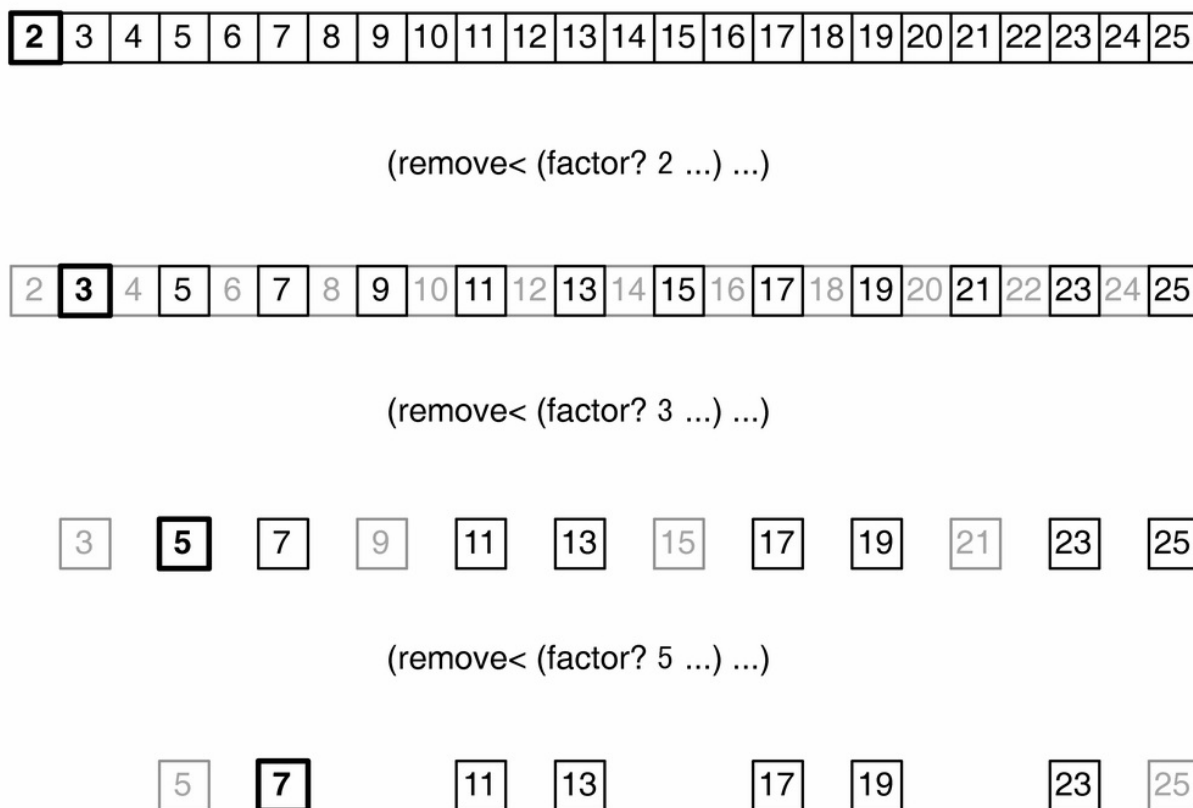 2 3 4 5 6 7 8 9 10 11 12 13 14 15 16 17 18 19 20 21 22 23 24 25
(remove< (factor? 2 ...) ...)
2 3 4 5 6 7 8 9 10 11 12 13 14 15 16 17 18 19 20 21 22 23 24 25
(remove< (factor? 3 ...) ...)
3 5 7 9 11 13 15 17 19 21 23 25
(remove< (factor? 5 ...) ...)
5 7 11 13 17 19 23 25